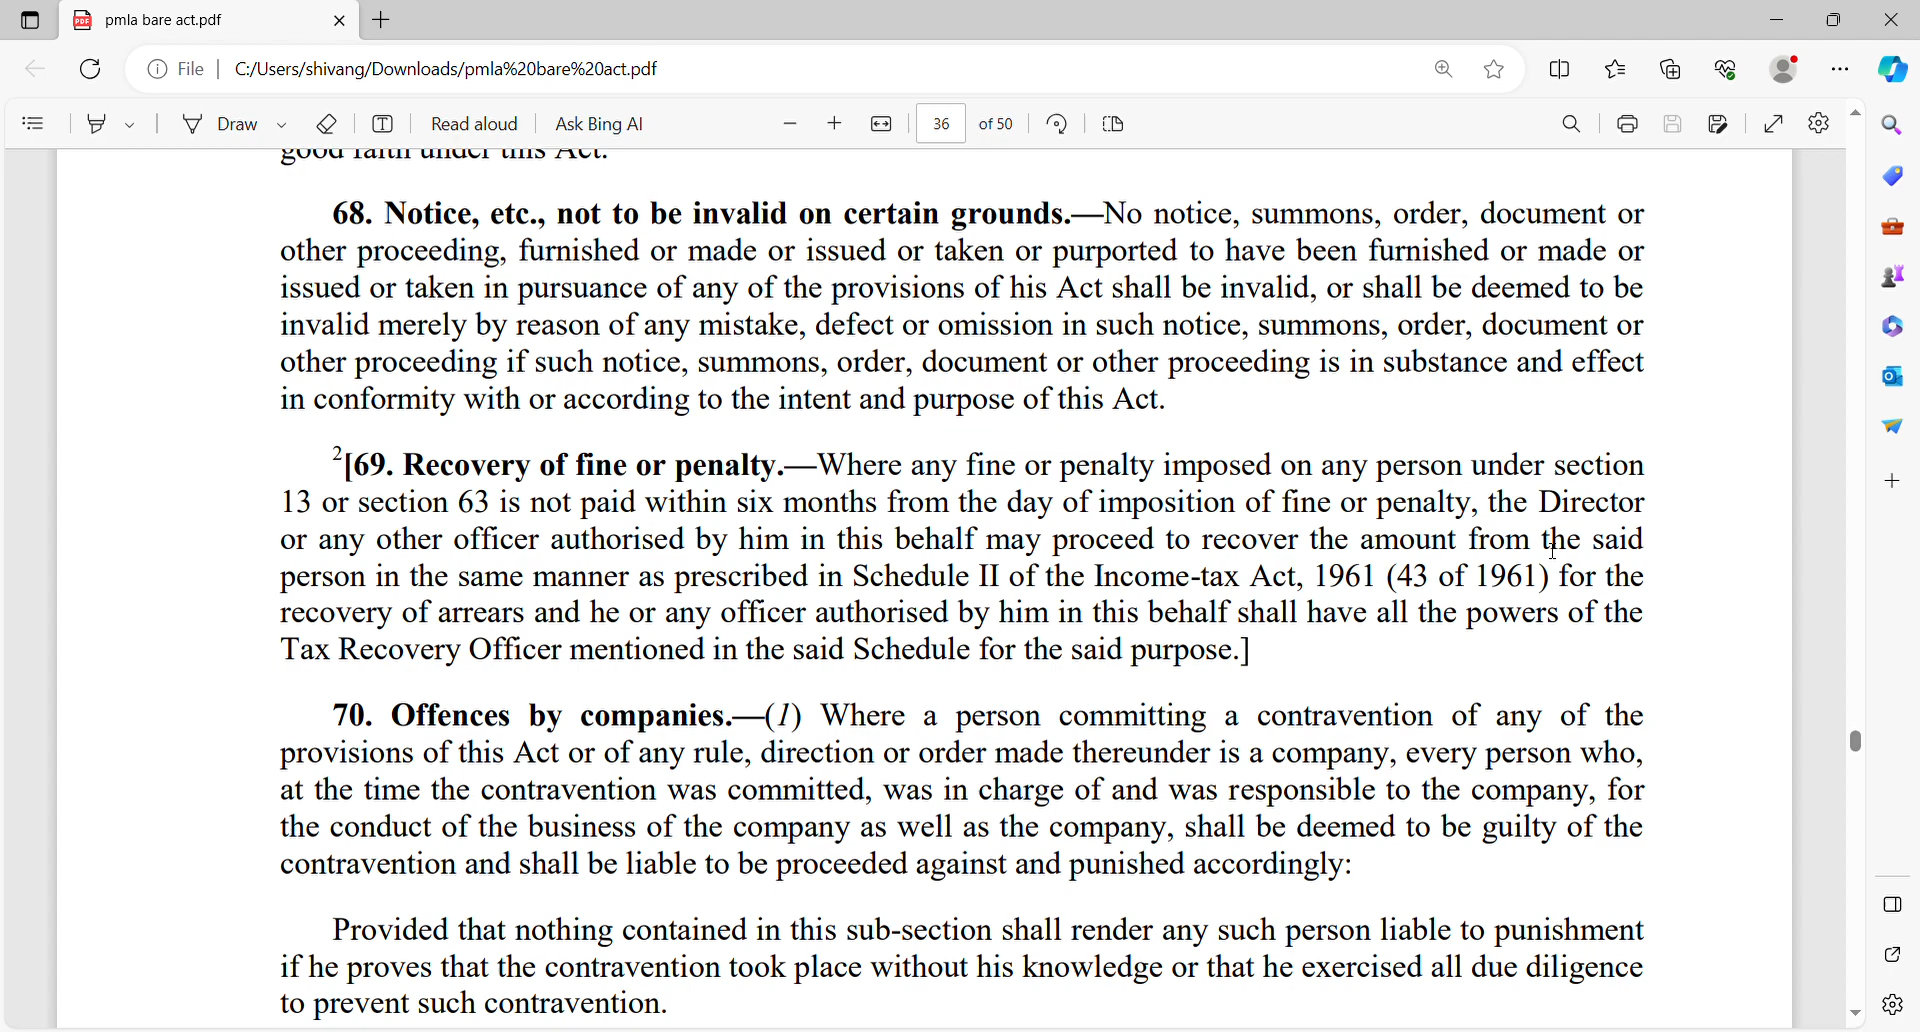 pmla bare act.pdf
File
C:/Users/shivang/Downloads/pmla%20bare%20act.pdf
Draw
Read aloud
Ask Bing AI
36
of 50
good faith under this Act.
68. Notice, etc., not to be invalid on certain grounds.—No notice, summons, order, document or
other proceeding, furnished or made or issued or taken or purported to have been furnished or made or
issued or taken in pursuance of any of the provisions of his Act shall be invalid, or shall be deemed to be
invalid merely by reason of any mistake, defect or omission in such notice, summons, order, document or
other proceeding if such notice, summons, order, document or other proceeding is in substance and effect
in conformity with or according to the intent and purpose of this Act.
2[69. Recovery of fine or penalty.—Where any fine or penalty imposed on any person under section
13 or section 63 is not paid within six months from the day of imposition of fine or penalty, the Director
or any other officer authorised by him in this behalf may proceed to recover the amount from the said
person in the same manner as prescribed in Schedule II of the Income-tax Act, 1961 (43 of 1961) for the
recovery of arrears and he or any officer authorised by him in this behalf shall have all the powers of the
Tax Recovery Officer mentioned in the said Schedule for the said purpose.]
70. Offences by companies.—(1) Where a person committing a contravention of any of the
provisions of this Act or of any rule, direction or order made thereunder is a company, every person who,
at the time the contravention was committed, was in charge of and was responsible to the company, for
the conduct of the business of the company as well as the company, shall be deemed to be guilty of the
contravention and shall be liable to be proceeded against and punished accordingly:
Provided that nothing contained in this sub-section shall render any such person liable to punishment
if he proves that the contravention took place without his knowledge or that he exercised all due diligence
to prevent such contravention.